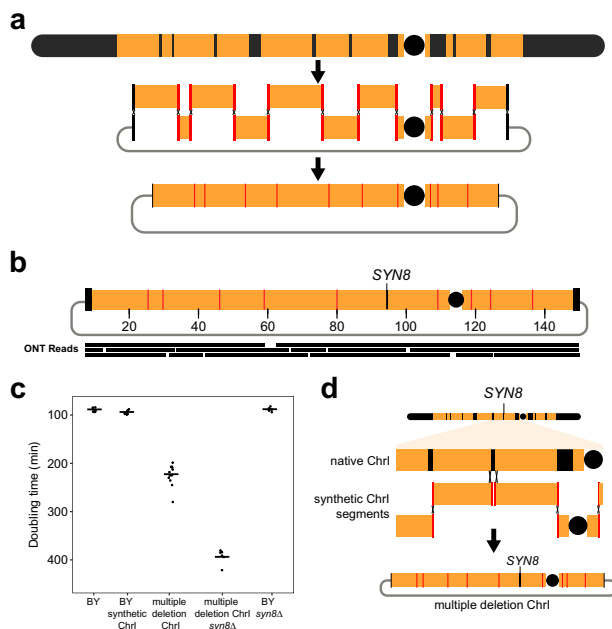 a
b
SYN8
20 40 60 80 100 120 140
ONT Reads
c
Doubling time (min)
100
200
300
400
BY
BY synthetic ChrI
multiple deletion ChrI
multiple deletion ChrI syn8Δ
BY syn8Δ
d
SYN8
native ChrI
synthetic ChrI
segments
SYN8
multiple deletion ChrI